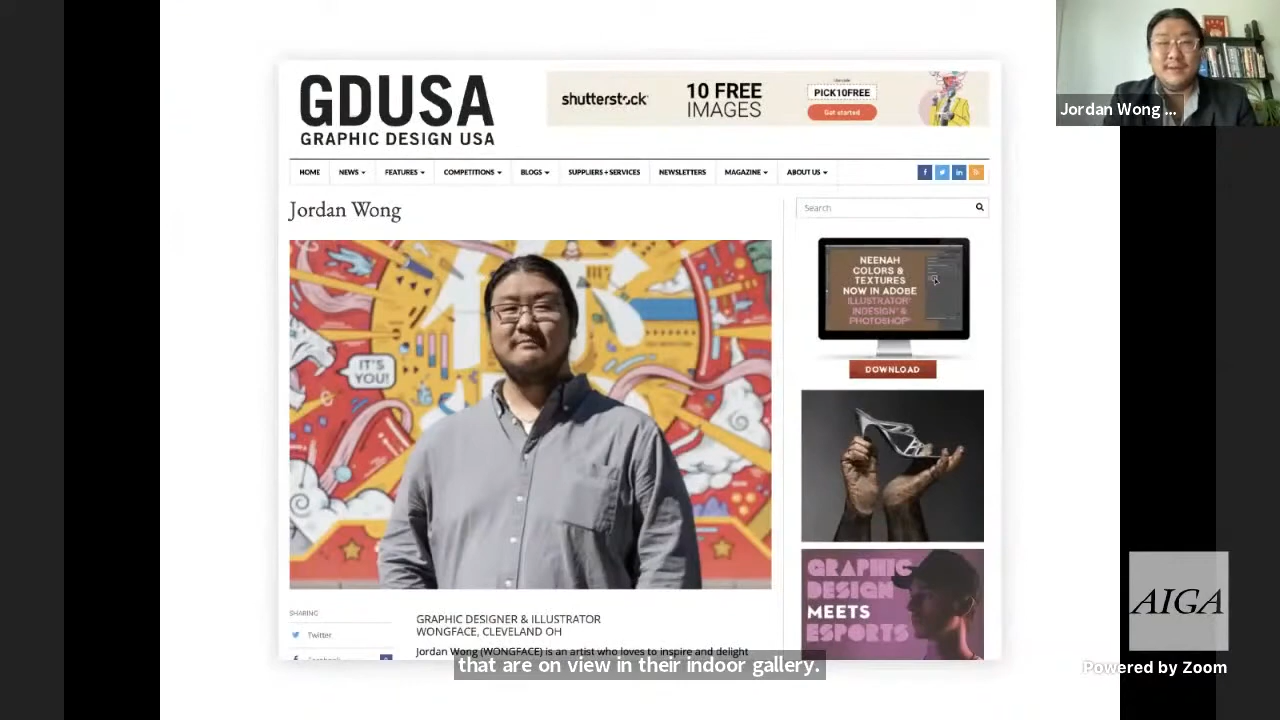 GDUSA
GRAPHIC DESIGN USA
shutterstock
10 FREE
IMAGES
PICK10FREE
Get started
HOME
NEWS
FEATURES
COMPETITIONS
BLOGS
SUPPLIERS + SERVICES
NEWSLETTERS
MAGAZINE
ABOUT US
Jordan Wong
Search
IT'S
YOU!
NEENAH
COLORS &
TEXTURES
NOW IN ADOBE
ILLUSTRATOR®
INDESIGN® &
PHOTOSHOP®
DOWNLOAD
GRAPHIC
DESIGN
MEETS
ESPORTS
SHARING
Twitter
GRAPHIC DESIGNER & ILLUSTRATOR
WONGFACE, CLEVELAND OH
Jordan Wong (WONGFACE) is an artist who loves to inspire and delight
that are on view in their indoor gallery.
Jordan Wong ...
AIGA
Powered by Zoom